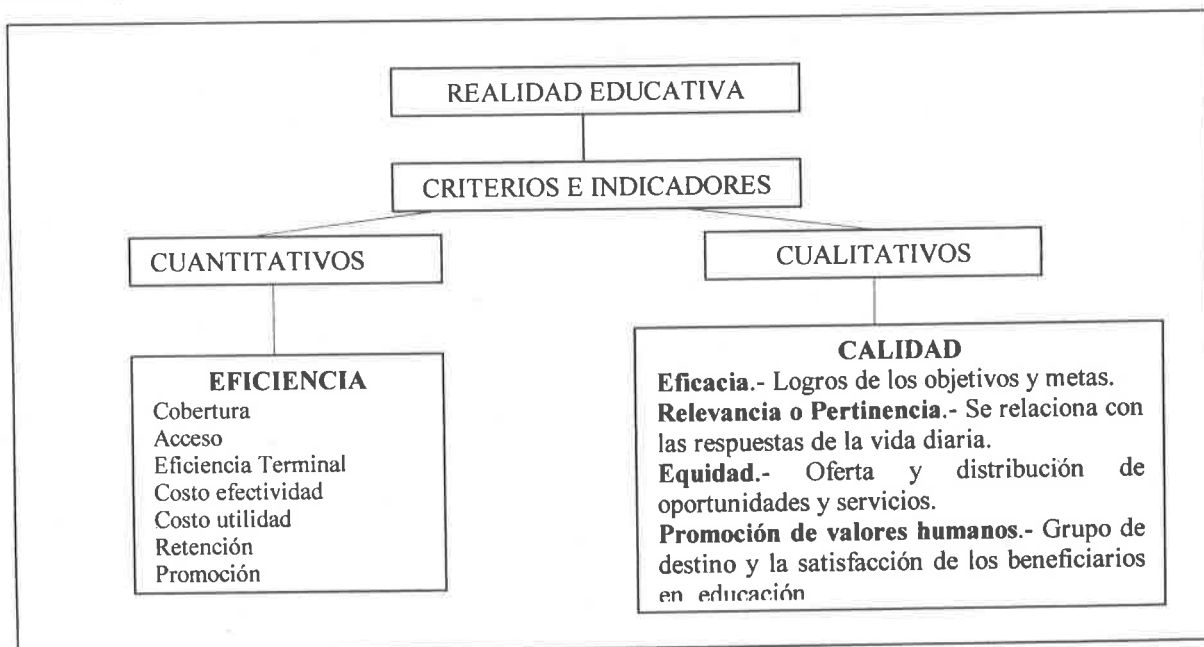 REALIDAD EDUCATIVA
CRITERIOS E INDICADORES
CUANTITATIVOS
CUALITATIVOS
EFICIENCIA
Cobertura
Acceso
Eficiencia Terminal
Costo efectividad
Costo utilidad
Retención
Promoción
CALIDAD
Eficacia.- Logros de los objetivos y metas.
Relevancia o Pertinencia.- Se relaciona con
las respuestas de la vida diaria.
Equidad.- Oferta y distribución de
oportunidades y servicios.
Promoción de valores humanos.- Grupo de
destino y la satisfacción de los beneficiarios
en educación